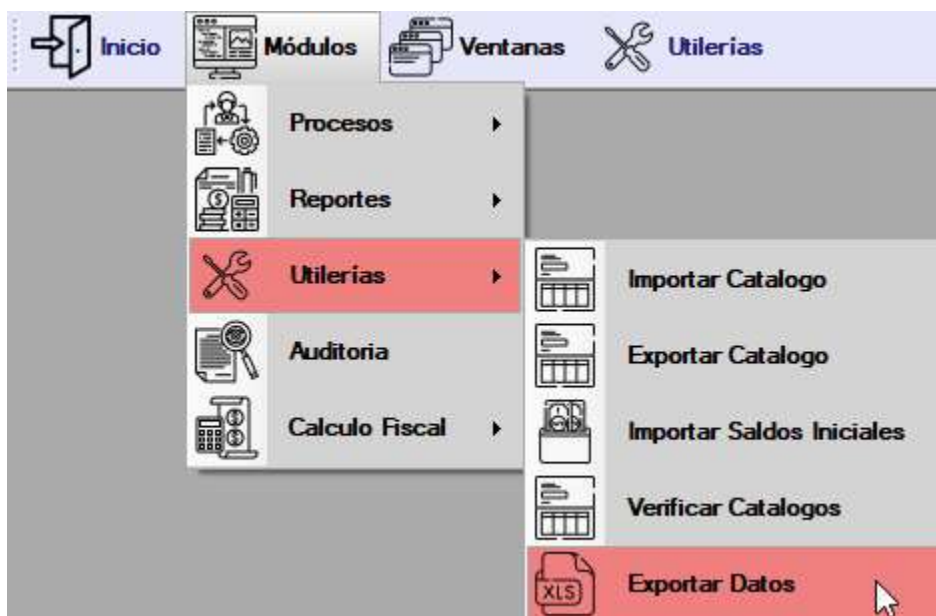 Inicio Módulos Ventanas Utilerías
Procesos
Reportes
Utilerías
Auditoria
Calculo Fiscal
Importar Catalogo
Exportar Catalogo
Importar Saldos Iniciales
Verificar Catalogos
XLS Exportar Datos